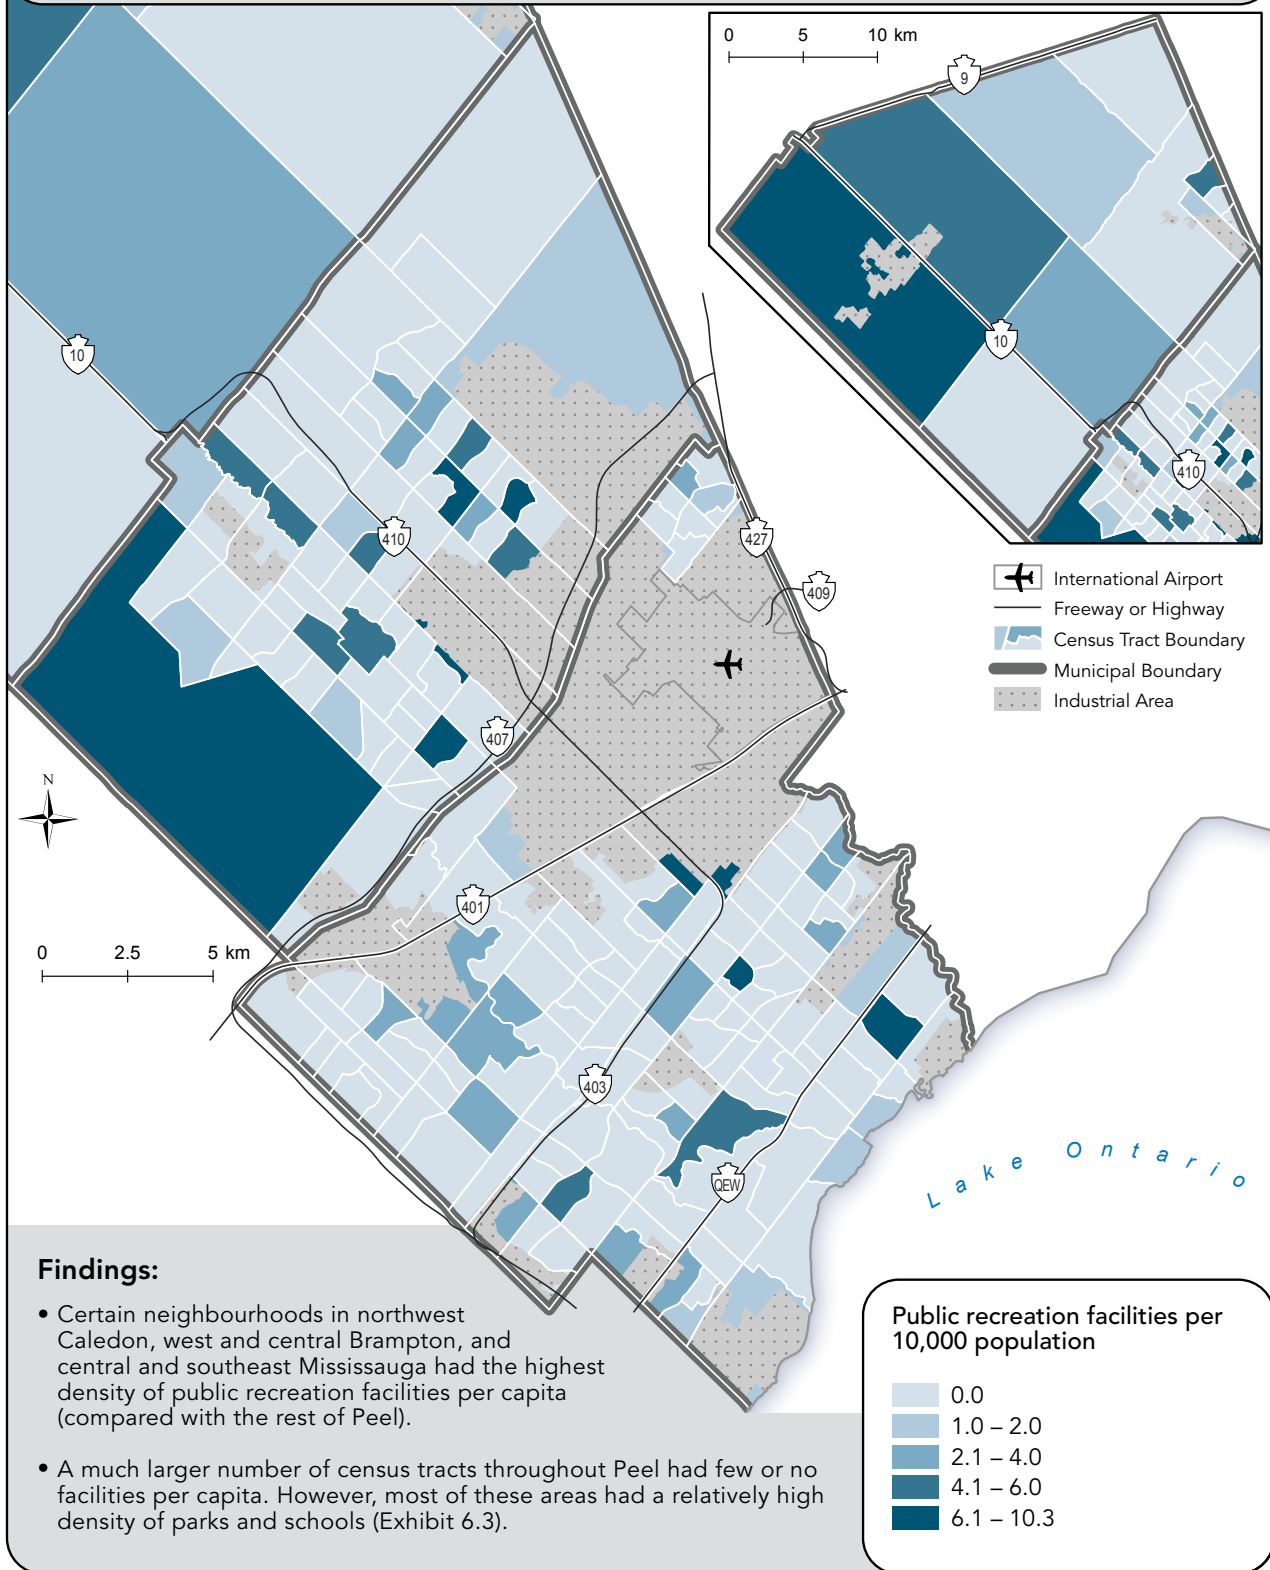 0 5 10 km
9
10
410
10
410
427
409
407
401
403
QEW
N
0 2.5 5 km
International Airport
Freeway or Highway
Census Tract Boundary
Municipal Boundary
Industrial Area
Lake Ontario
Findings:
• Certain neighbourhoods in northwest
Caledon, west and central Brampton, and
central and southeast Mississauga had the highest
density of public recreation facilities per capita
(compared with the rest of Peel).
• A much larger number of census tracts throughout Peel had few or no
facilities per capita. However, most of these areas had a relatively high
density of parks and schools (Exhibit 6.3).
Public recreation facilities per
10,000 population
0.0
1.0 – 2.0
2.1 – 4.0
4.1 – 6.0
6.1 – 10.3